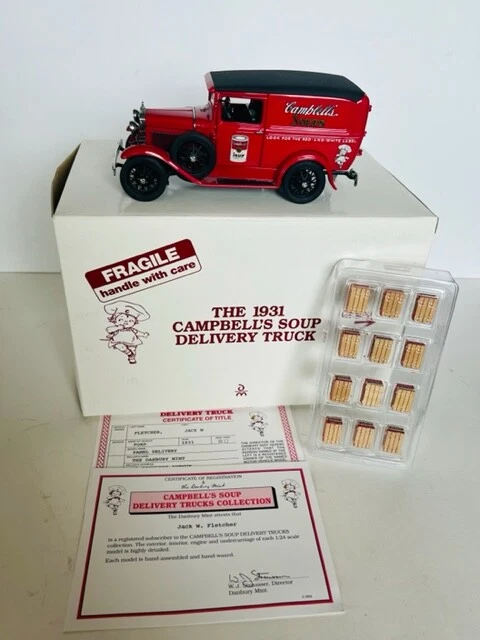 Campbell's
LOOK FOR THE RED AND WHITE LABEL
FRAGILE
handle with care
THE 1931
CAMPBELL'S SOUP
DELIVERY TRUCK
DELIVERY TRUCK
CERTIFICATE OF TITLE
FLETCHER, JACK W
FORD 1931
PANEL DELIVERY
THE DANBURY MINT
CERTIFICATE OF REGISTRATION
The Danbury Mint
CAMPBELL'S SOUP
DELIVERY TRUCKS COLLECTION
The Danbury Mint attests that
Jack W. Fletcher
is a registered subscriber to the CAMPBELL'S SOUP DELIVERY TRUCKS
collection. The exterior, interior, engine and undercarriage of each 1:24 scale
model is highly detailed.
Each model is hand-assembled and hand-waxed.
Director
Danbury Mint